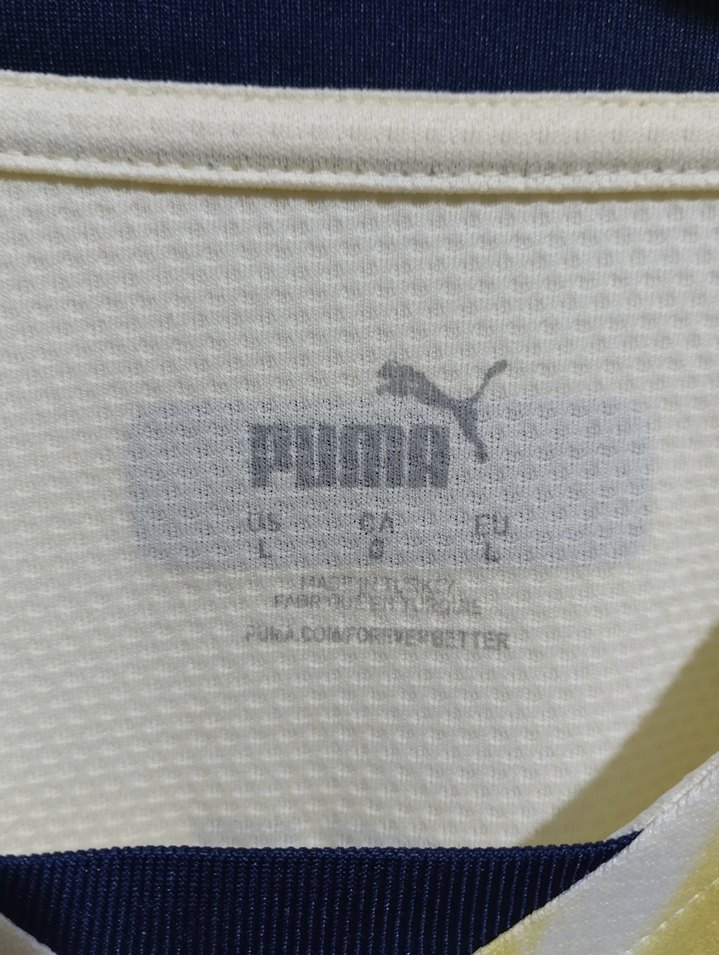 PUMA
US CA EU
L G L
MADE IN TURKEY
FABRIQUÉ EN TURQUIE
PUMA.COM/FOREVERBETTER